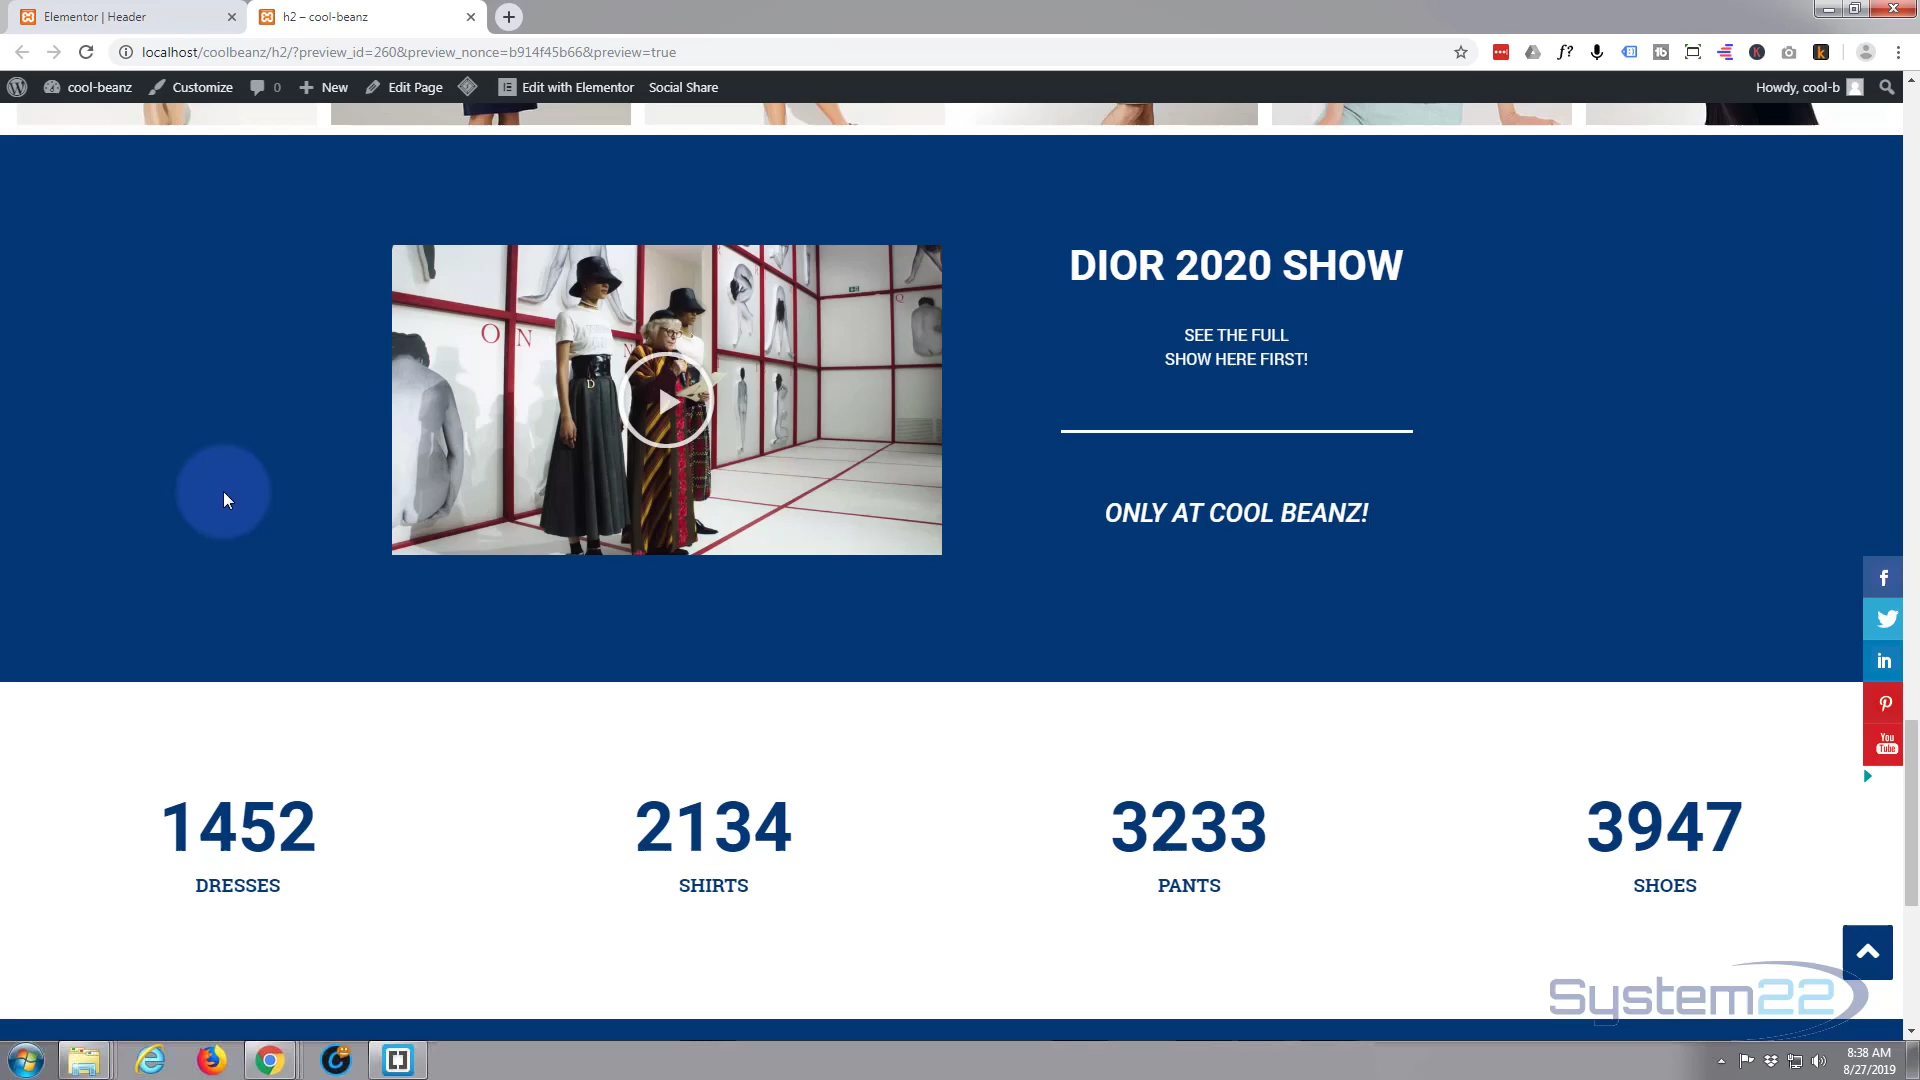 Elementor | Header
h2 – cool-beanz
localhost/coolbeanz/h2/?preview_id=260&preview_nonce=b914f45b66&preview=true
cool-beanz
Customize
0
New
Edit Page
Edit with Elementor
Social Share
Howdy, cool-b
DIOR 2020 SHOW
SEE THE FULL
SHOW HERE FIRST!
ONLY AT COOL BEANZ!
O N
N
Q
D
You
Tube
1452
2134
3233
3947
DRESSES
SHIRTS
PANTS
SHOES
System22
8:38 AM
8/27/2019